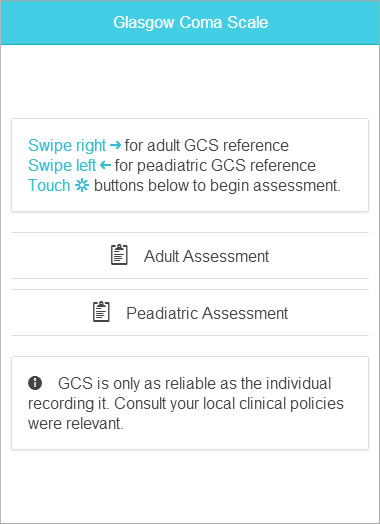 Glasgow Coma Scale
Swipe right → for adult GCS reference
Swipe left ← for peadiatric GCS reference
Touch ✲ buttons below to begin assessment.
Adult Assessment
Peadiatric Assessment
GCS is only as reliable as the individual
recording it. Consult your local clinical policies
were relevant.